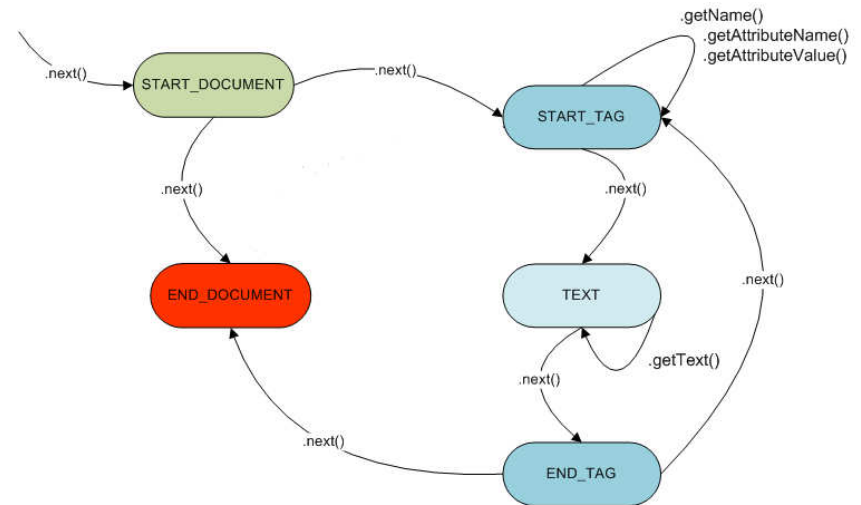 .getName()
.getAttributeName()
.getAttributeValue()
.next()
START_DOCUMENT
.next()
START_TAG
.next()
.next()
END_DOCUMENT
TEXT
.next()
.getText()
.next()
.next()
END_TAG